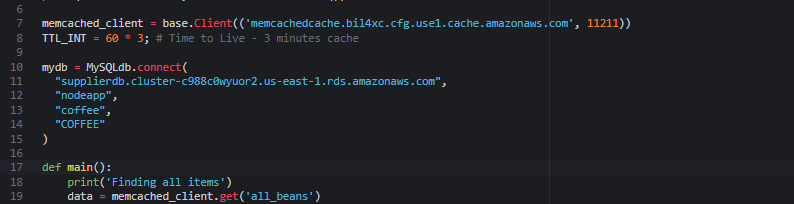 6
7 memcached_client = base.Client(('memcachedcache.bil4xc.cfg.use1.cache.amazonaws.com', 11211))
8 TTL_INT = 60 * 3; # Time to Live - 3 minutes cache
9
10 mydb = MySQLdb.connect(
11 "supplierdb.cluster-c988c0wyuor2.us-east-1.rds.amazonaws.com",
12 "nodeapp",
13 "coffee",
14 "COFFEE"
15 )
16
17 def main():
18 print('Finding all items')
19 data = memcached_client.get('all_beans')